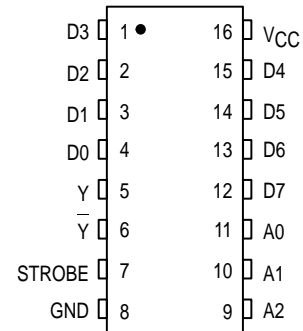 D3 1 16 VCC
D2 2 15 D4
D1 3 14 D5
D0 4 13 D6
Y 5 12 D7
Y̅ 6 11 A0
STROBE 7 10 A1
GND 8 9 A2